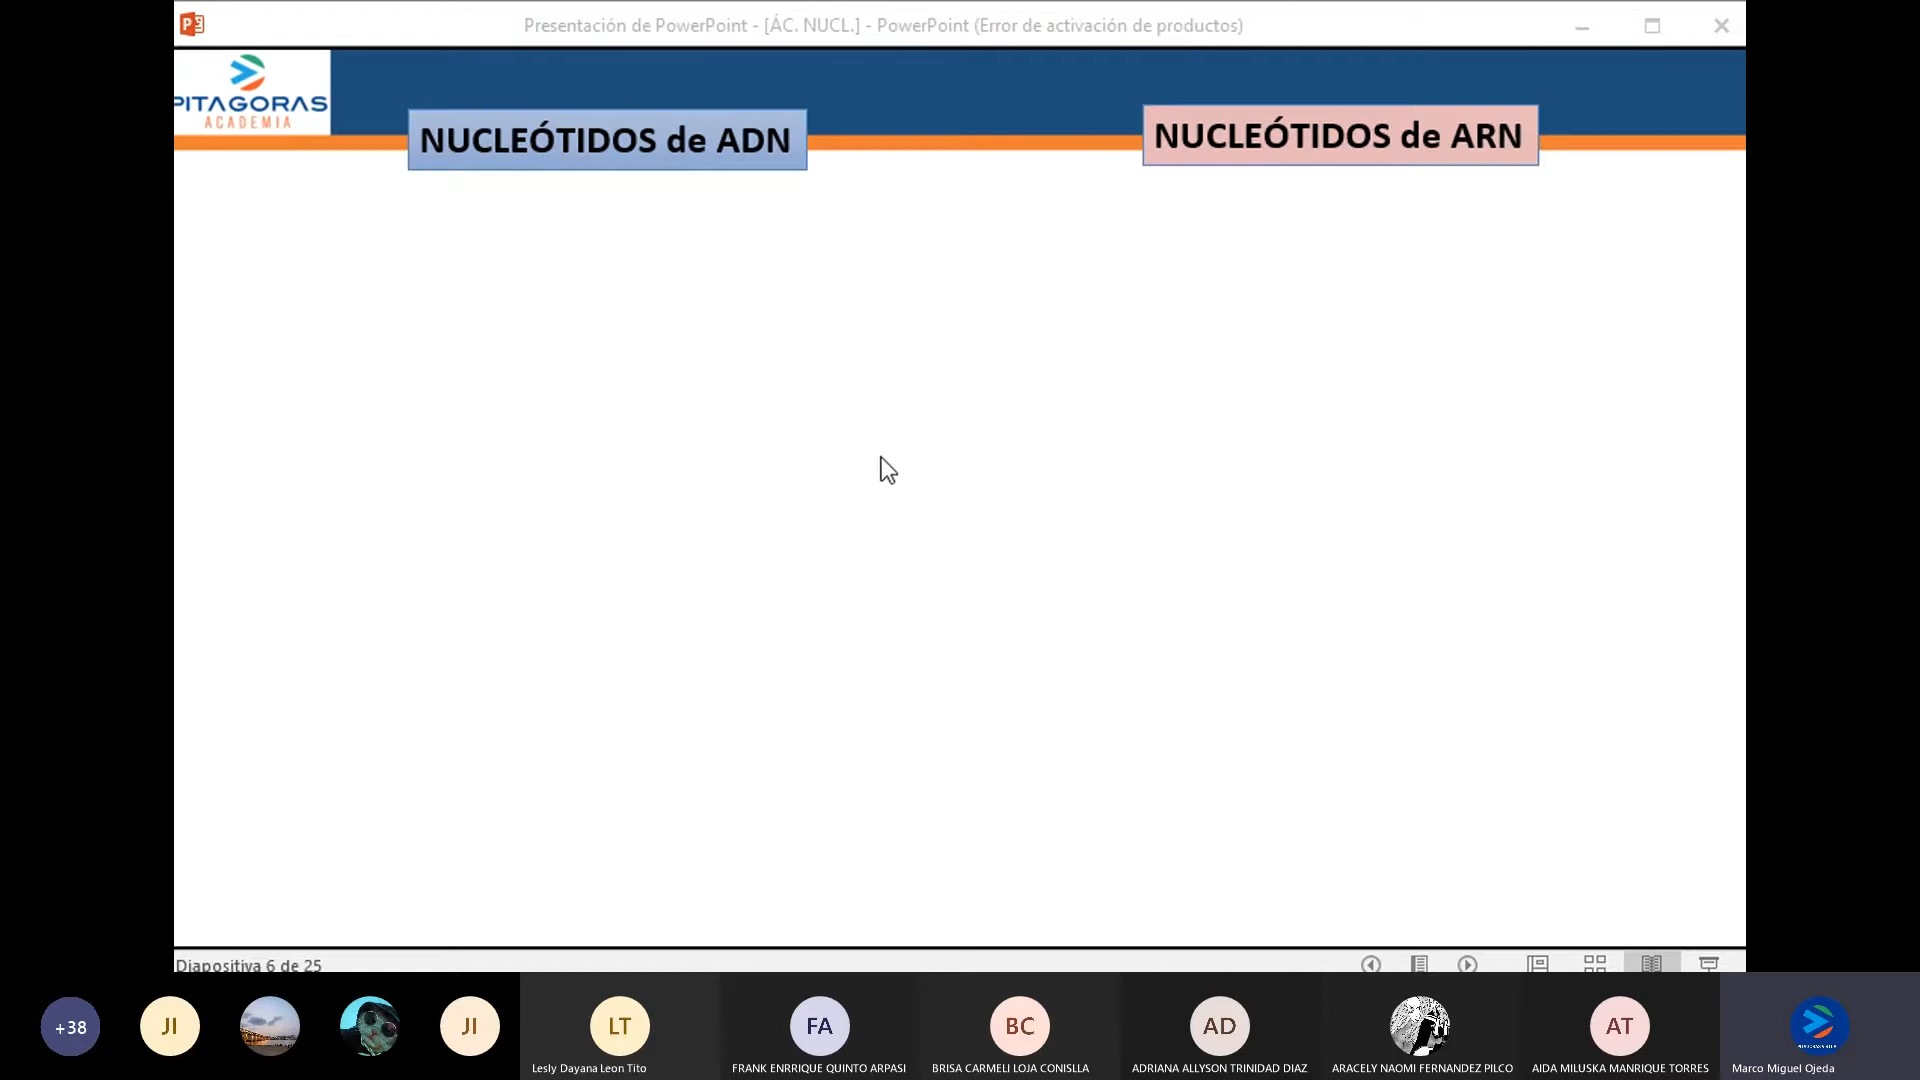 Presentación de PowerPoint - [ÁC. NUCL.] - PowerPoint (Error de activación de productos)
PITAGORAS
ACADEMIA
NUCLEÓTIDOS de ADN
NUCLEÓTIDOS de ARN
Diapositiva 6 de 25
+38
JI
JI
LT
FA
BC
AD
AT
Lesly Dayana Leon Tito
FRANK ENRRIQUE QUINTO ARPASI
BRISA CARMELI LOJA CONISLLA
ADRIANA ALLYSON TRINIDAD DIAZ
ARACELY NAOMI FERNANDEZ PILCO
AIDA MILUSKA MANRIQUE TORRES
Marco Miguel Ojeda